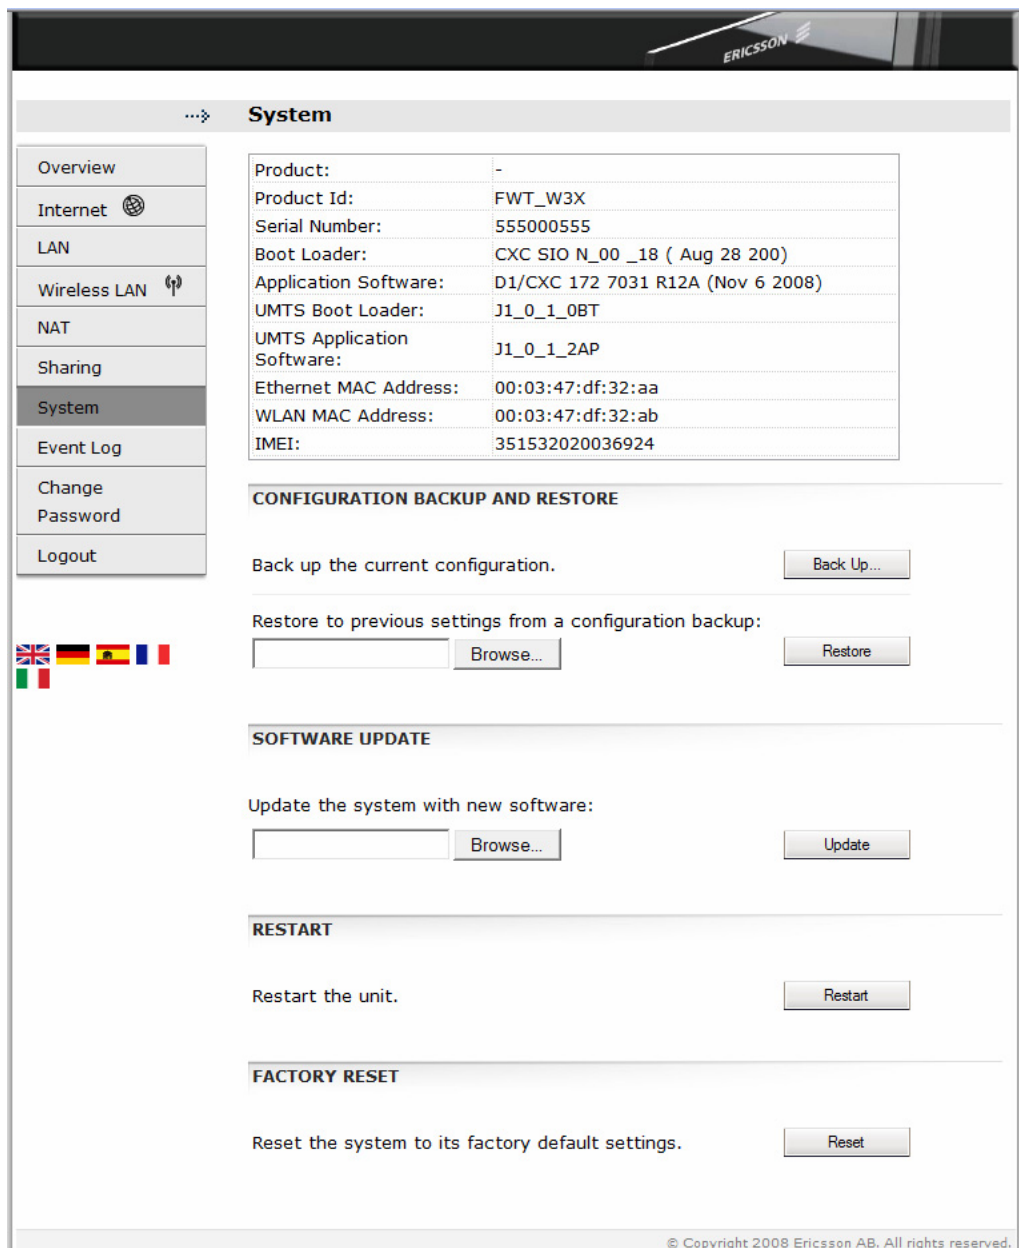 ERICSSON
System
Overview
Internet
LAN
Wireless LAN
NAT
Sharing
System
Event Log
Change
Password
Logout
Product: -
Product Id: FWT_W3X
Serial Number: 555000555
Boot Loader: CXC SIO N_00 _18 ( Aug 28 200)
Application Software: D1/CXC 172 7031 R12A (Nov 6 2008)
UMTS Boot Loader: J1_0_1_0BT
UMTS Application
Software: J1_0_1_2AP
Ethernet MAC Address: 00:03:47:df:32:aa
WLAN MAC Address: 00:03:47:df:32:ab
IMEI: 351532020036924
CONFIGURATION BACKUP AND RESTORE
Back up the current configuration. Back Up...
Restore to previous settings from a configuration backup:
Browse... Restore
SOFTWARE UPDATE
Update the system with new software:
Browse... Update
RESTART
Restart the unit. Restart
FACTORY RESET
Reset the system to its factory default settings. Reset
© Copyright 2008 Ericsson AB. All rights reserved.